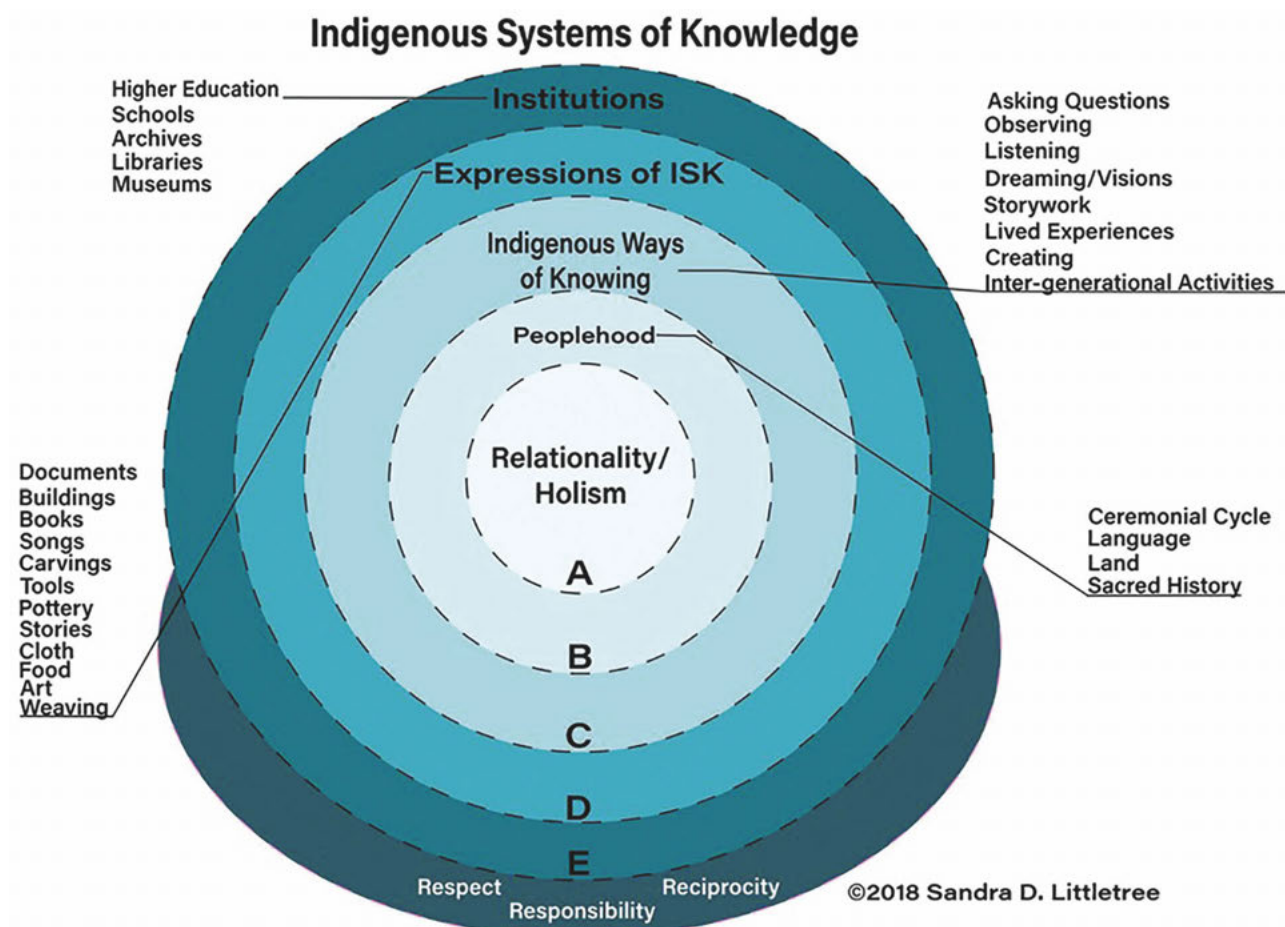 Indigenous Systems of Knowledge
Higher Education
Schools
Archives
Libraries
Museums
Institutions
Expressions of ISK
Indigenous Ways
of Knowing
Peoplehood
Relationality/
Holism
Asking Questions
Observing
Listening
Dreaming/Visions
Storywork
Lived Experiences
Creating
Inter-generational Activities
Documents
Buildings
Books
Songs
Carvings
Tools
Pottery
Stories
Cloth
Food
Art
Weaving
Ceremonial Cycle
Language
Land
Sacred History
A
B
C
D
E
Respect
Responsibility
Reciprocity
©2018 Sandra D. Littletree